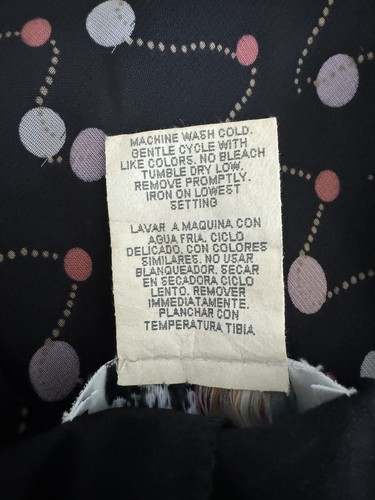 MACHINE WASH COLD.
GENTLE CYCLE WITH
LIKE COLORS. NO BLEACH
TUMBLE DRY LOW.
REMOVE PROMPTLY.
IRON ON LOWEST
SETTING
LAVAR A MAQUINA CON
AGUA FRIA. CICLO
DELICADO. CON COLORES
SIMILARES. NO USAR
BLANQUEADOR. SECAR
EN SECADORA CICLO
LENTO. REMOVER
IMMEDIATAMENTE.
PLANCHAR CON
TEMPERATURA TIBIA